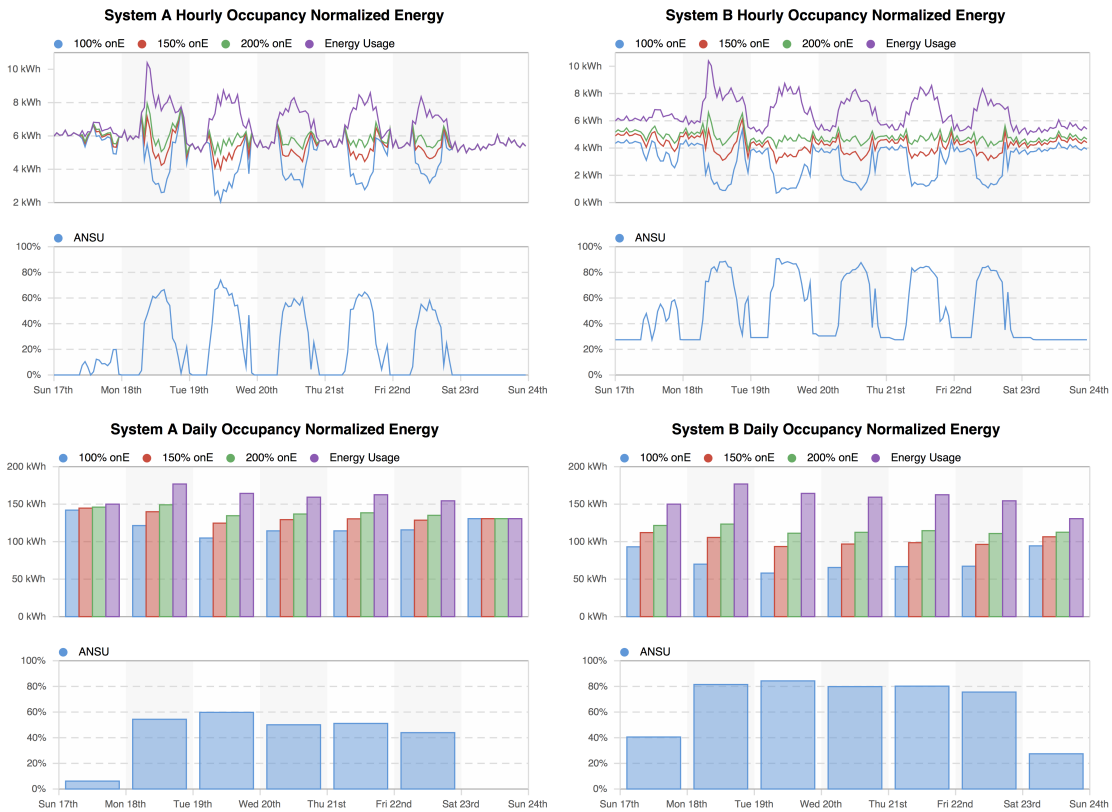 System A Hourly Occupancy Normalized Energy
100% onE 150% onE 200% onE Energy Usage
10 kWh
8 kWh
6 kWh
4 kWh
2 kWh
ANSU
100%
80%
60%
40%
20%
0%
Sun 17th Mon 18th Tue 19th Wed 20th Thu 21st Fri 22nd Sat 23rd Sun 24th
System B Hourly Occupancy Normalized Energy
100% onE 150% onE 200% onE Energy Usage
10 kWh
8 kWh
6 kWh
4 kWh
2 kWh
0 kWh
ANSU
100%
80%
60%
40%
20%
0%
Sun 17th Mon 18th Tue 19th Wed 20th Thu 21st Fri 22nd Sat 23rd Sun 24th
System A Daily Occupancy Normalized Energy
100% onE 150% onE 200% onE Energy Usage
200 kWh
150 kWh
100 kWh
50 kWh
0 kWh
ANSU
100%
80%
60%
40%
20%
0%
Sun 17th Mon 18th Tue 19th Wed 20th Thu 21st Fri 22nd Sat 23rd Sun 24th
System B Daily Occupancy Normalized Energy
100% onE 150% onE 200% onE Energy Usage
200 kWh
150 kWh
100 kWh
50 kWh
0 kWh
ANSU
100%
80%
60%
40%
20%
0%
Sun 17th Mon 18th Tue 19th Wed 20th Thu 21st Fri 22nd Sat 23rd Sun 24th